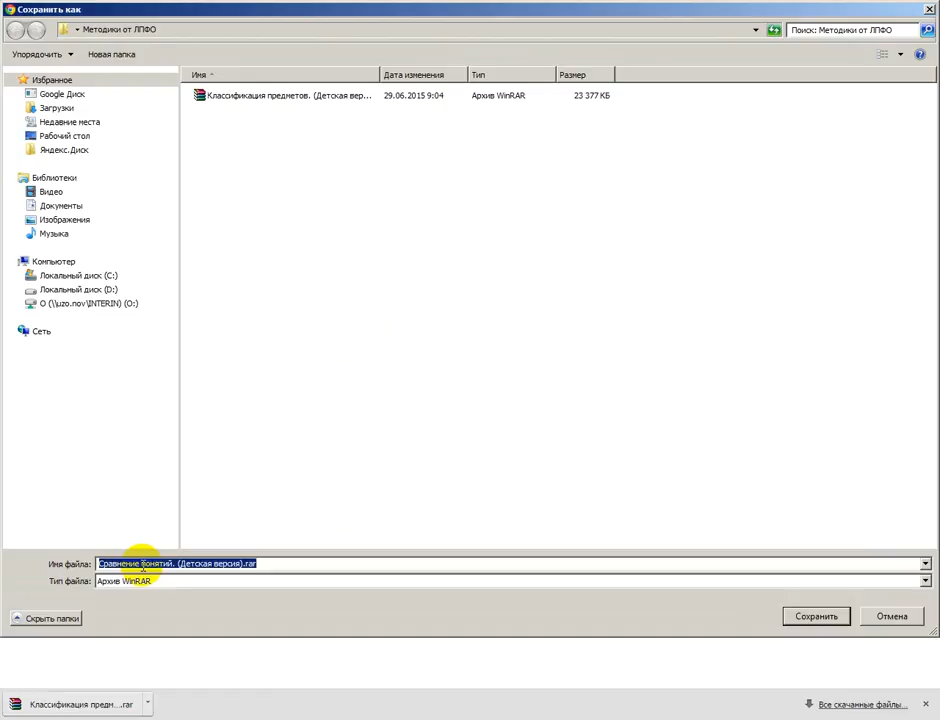 Сохранить как
Методики от ЛПФО
Поиск: Методики от ЛПФО
Упорядочить Новая папка
Имя Дата изменения Тип Размер
Классификация предметов. (Детская вер... 29.06.2015 9:04 Архив WinRAR 23 377 КБ
Избранное
Google Диск
Загрузки
Недавние места
Рабочий стол
Яндекс.Диск
Библиотеки
Видео
Документы
Изображения
Музыка
Компьютер
Локальный диск (C:)
Локальный диск (D:)
O (\\uzo.nov\INTERIN) (O:)
Сеть
Имя файла: Сравнение понятий. (Детская версия).rar
Тип файла: Архив WinRAR
Скрыть папки Сохранить Отмена
Классификация предм....rar Все скачанные файлы...